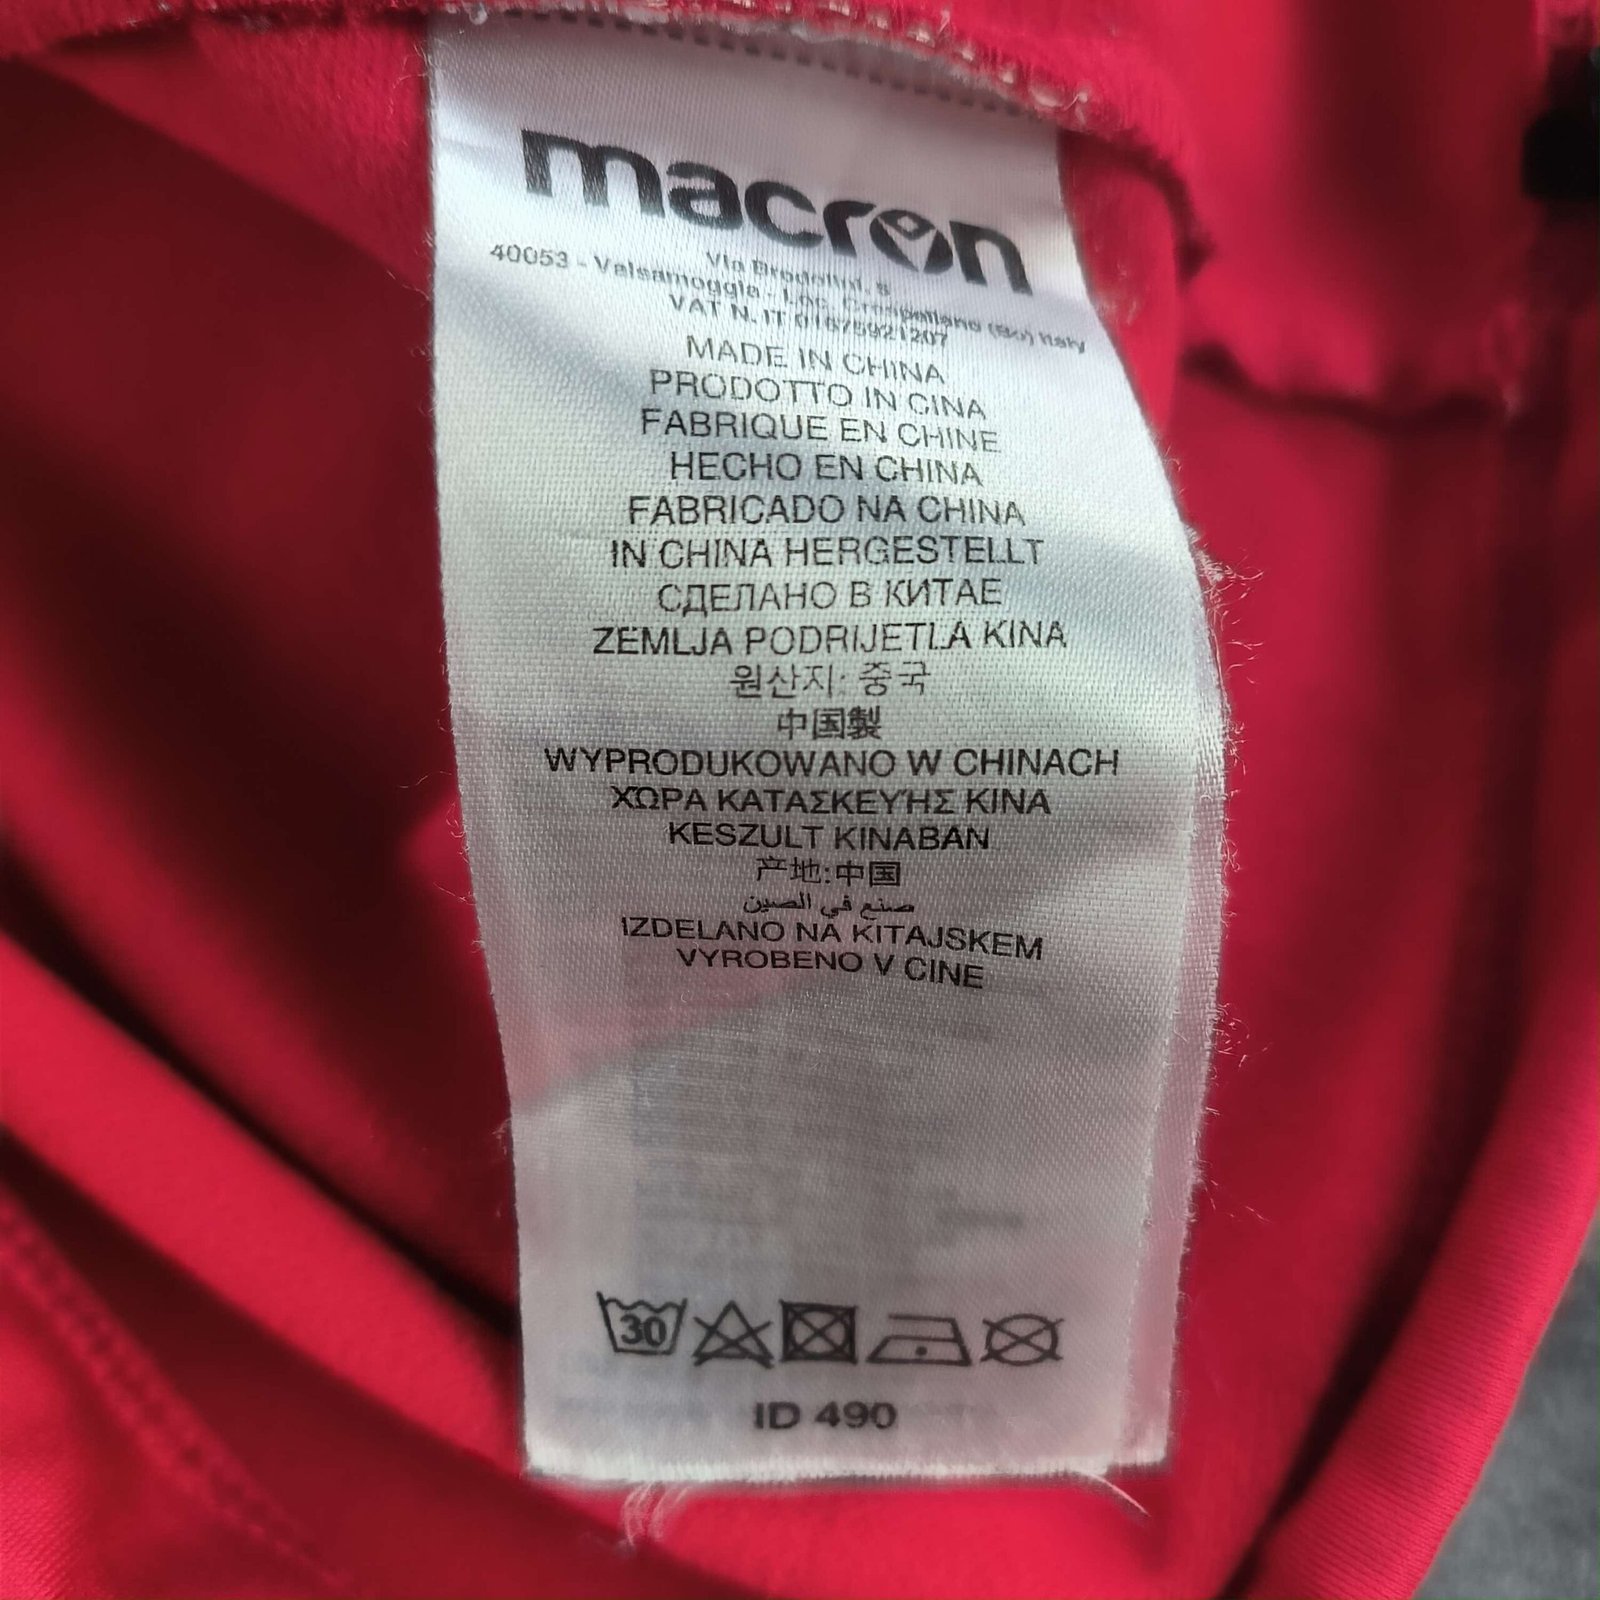 macron
Via Brodolini, 8
40053 - Valsamoggia - Loc. Crespellano (Bo) Italy
VAT N. IT 01675921207
MADE IN CHINA
PRODOTTO IN CINA
FABRIQUE EN CHINE
HECHO EN CHINA
FABRICADO NA CHINA
IN CHINA HERGESTELLT
СДЕЛАНО В КИТАЕ
ZEMLJA PODRIJETLA KINA
원산지: 중국
中国製
WYPRODUKOWANO W CHINACH
ΧΏΡΑ ΚΑΤΑΣΚΕΥΉΣ ΚΙΝΑ
KESZULT KINABAN
产地:中国
صنع في الصين
IZDELANO NA KITAJSKEM
VYROBENO V CINE
30
ID 490